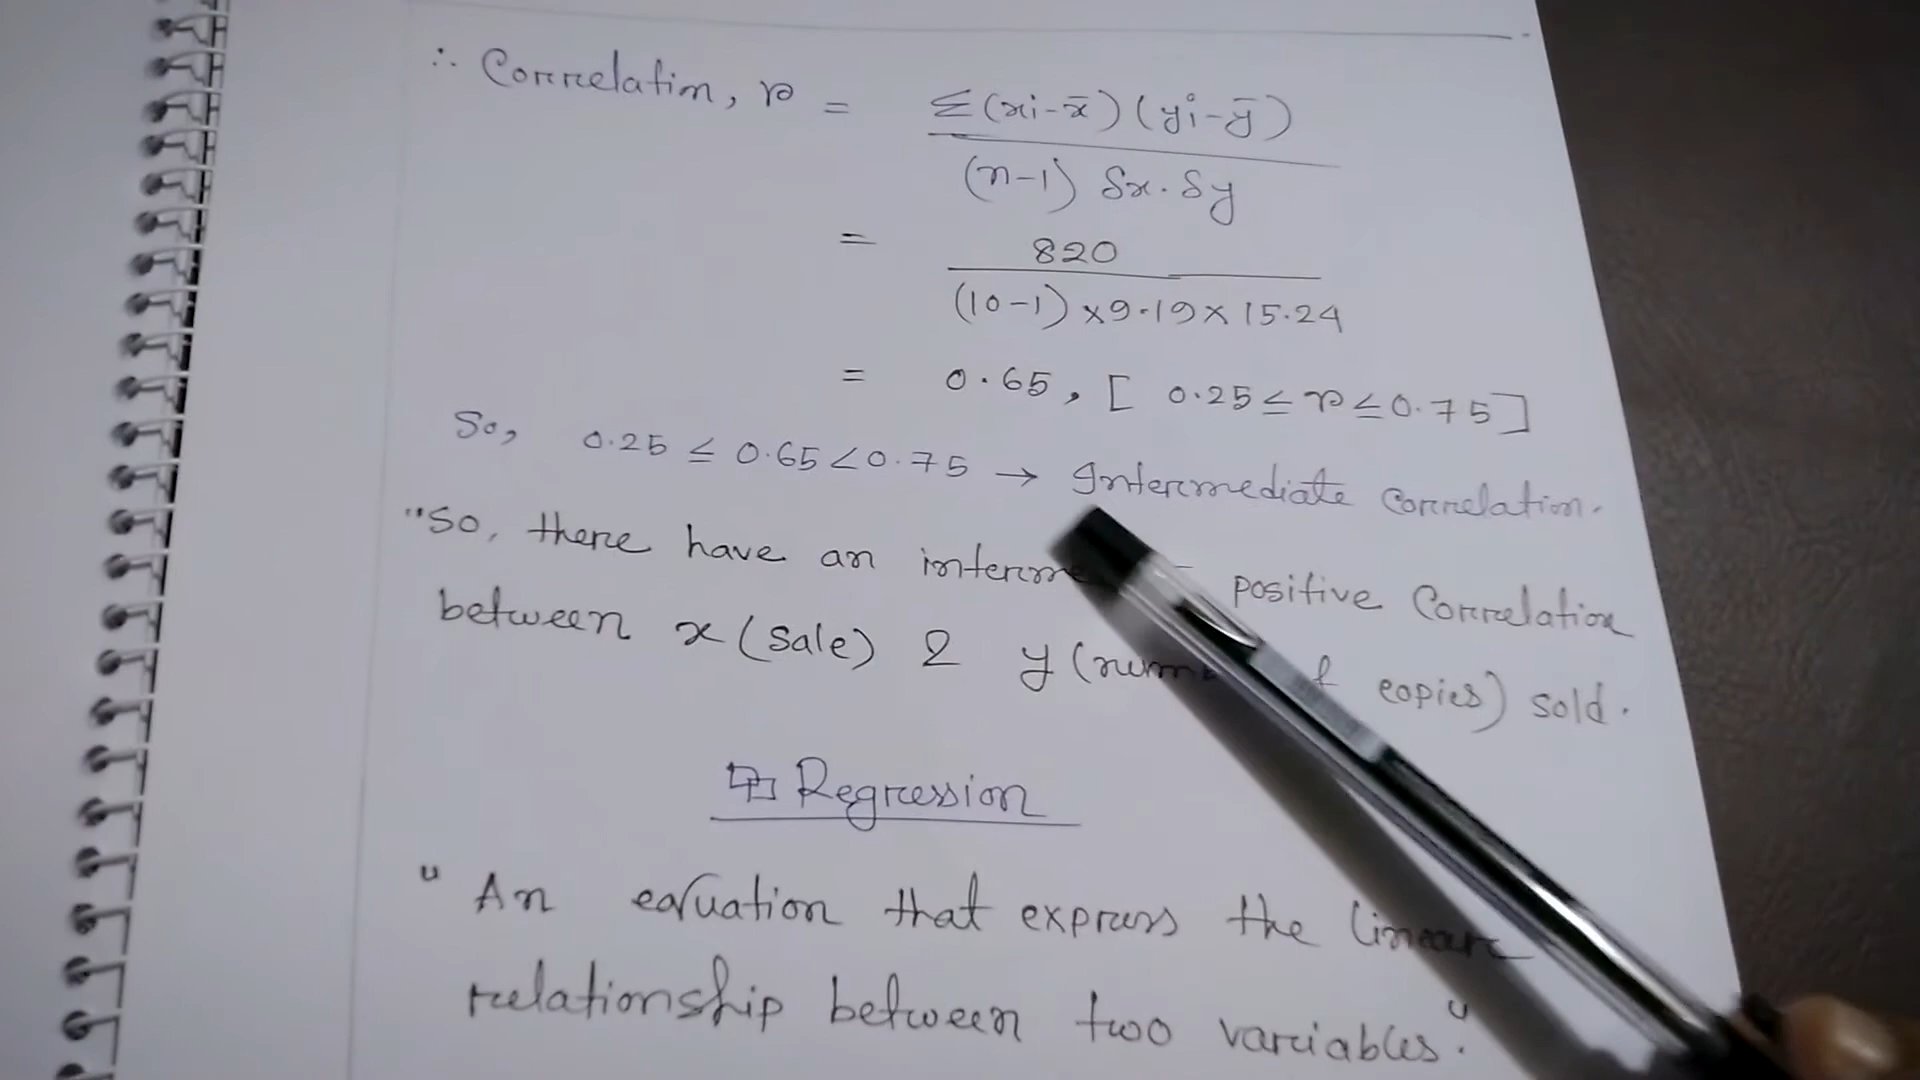 ∴ Correlation, r = Σ(xi-x̄)(yi-ȳ)
(n-1) Sx.Sy
= 820
(10-1)×9.19×15.24
= 0.65, [0.25≤r≤0.75]
So, 0.25 ≤ 0.65<0.75 → Intermediate Correlation.
"So, there have an positive Correlation
between x(sale) & y( copies) sold.
Regression
"An equation that express the linear
relationship between two variables."